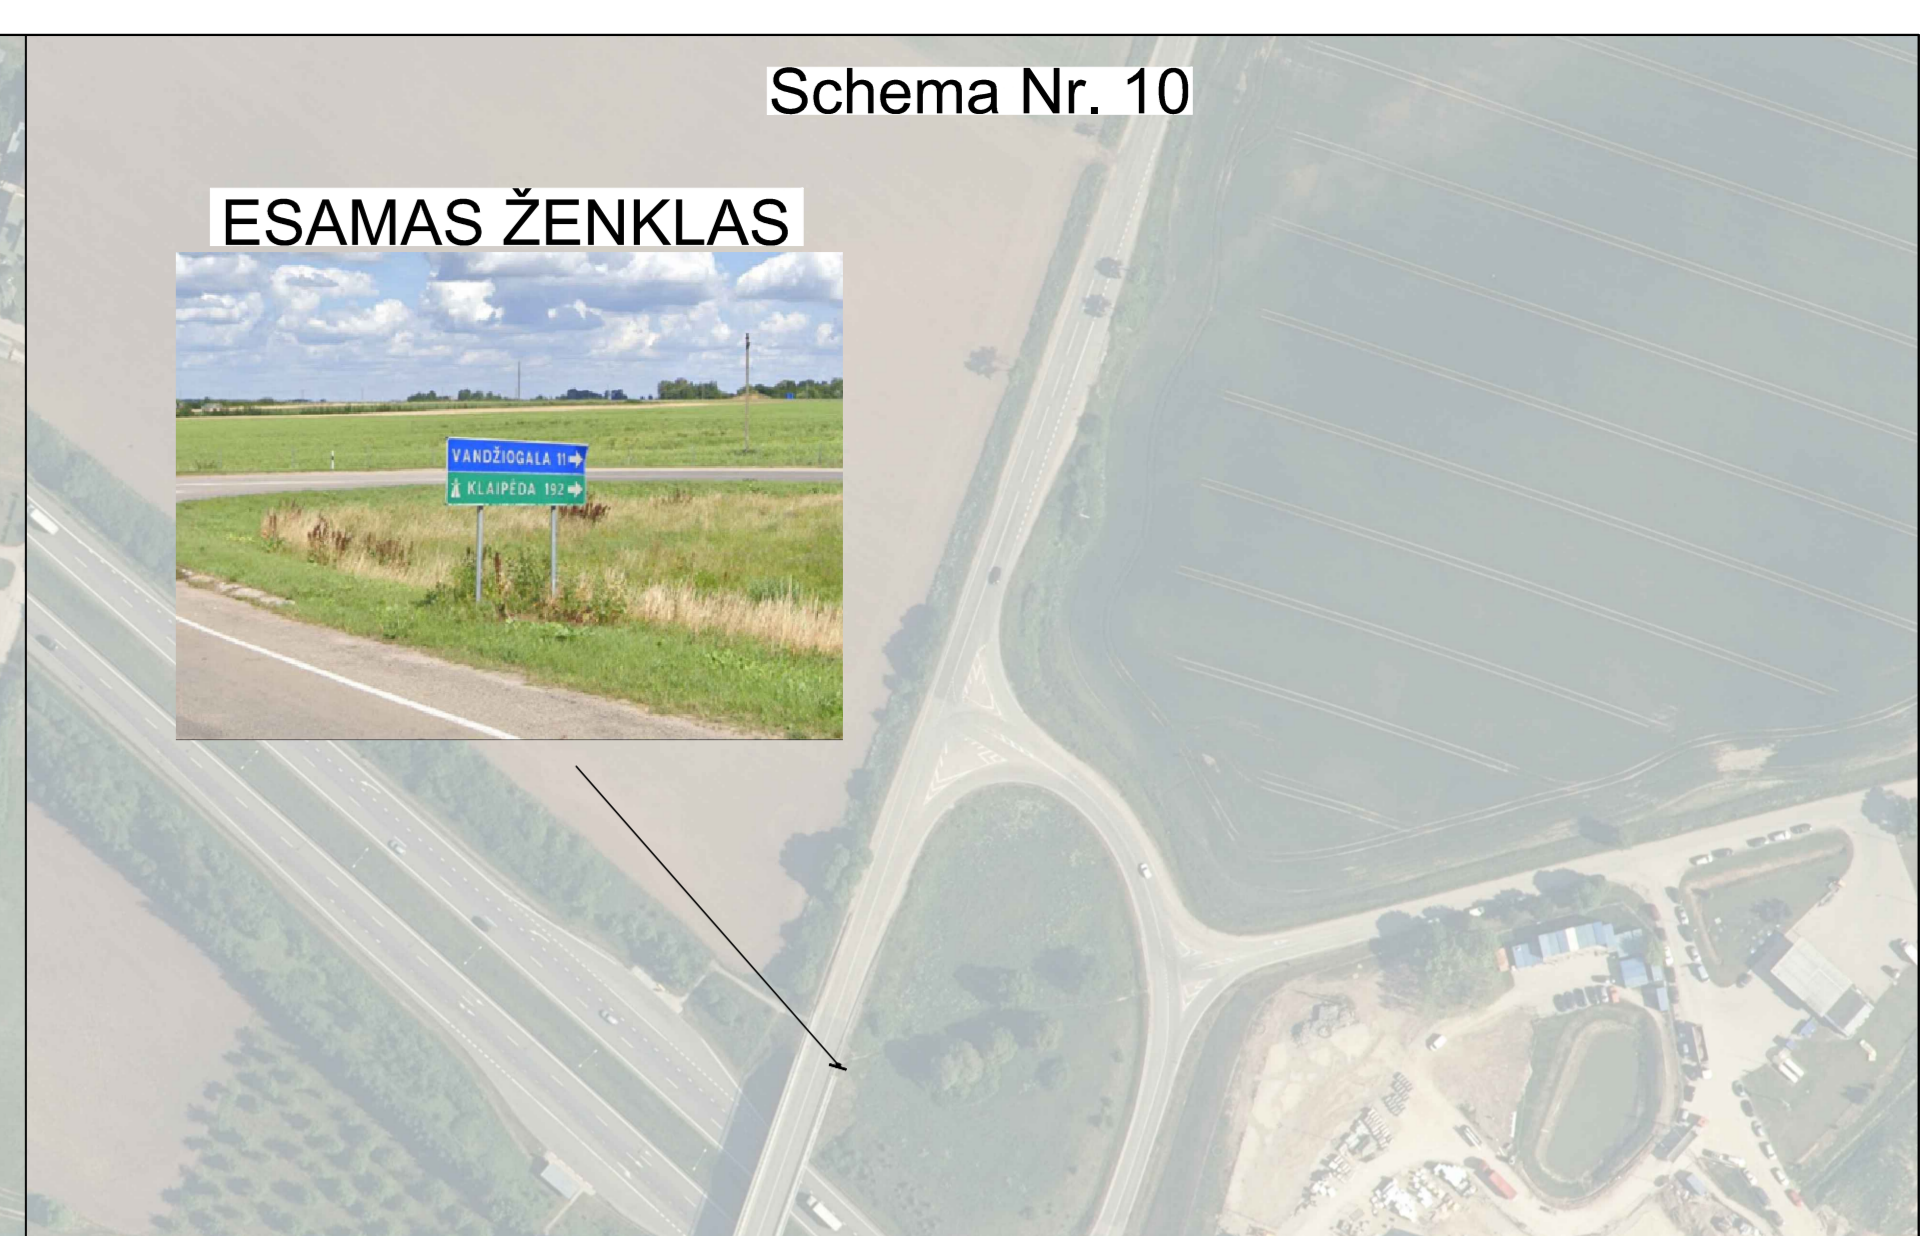 Schema Nr. 10
ESAMAS ŽENKLAS
VANDŽIOGALA 11
KLAIPĖDA 192